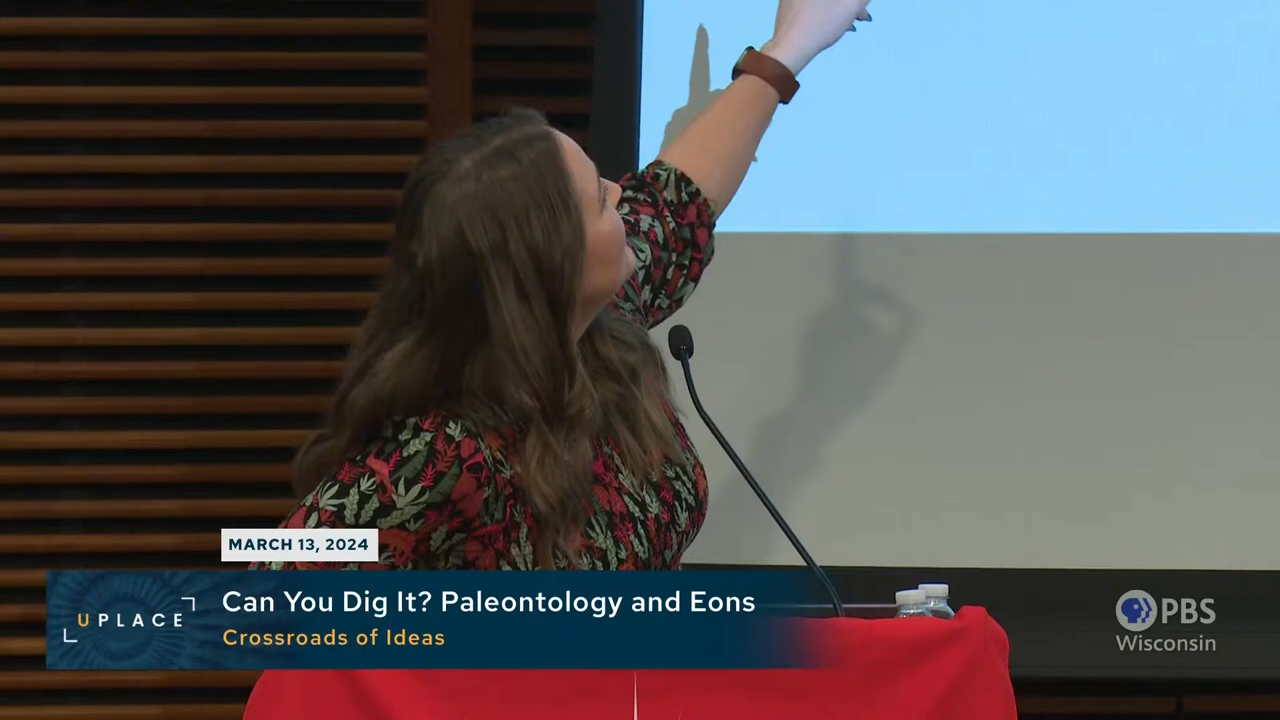 MARCH 13, 2024
UPLACE
Can You Dig It? Paleontology and Eons
Crossroads of Ideas
PBS
Wisconsin